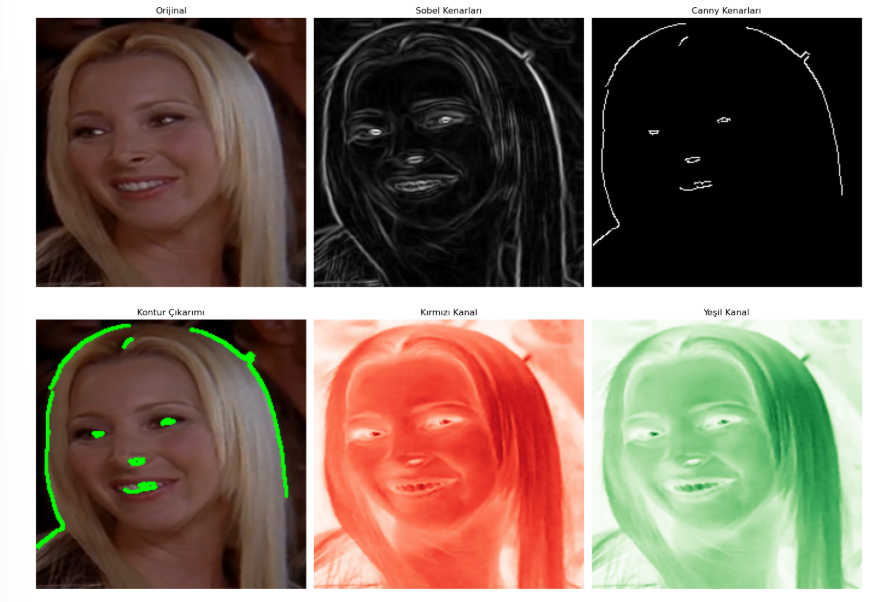 Orijinal
Sobel Kenarları
Canny Kenarları
Kontur Çıkarımı
Kırmızı Kanal
Yeşil Kanal